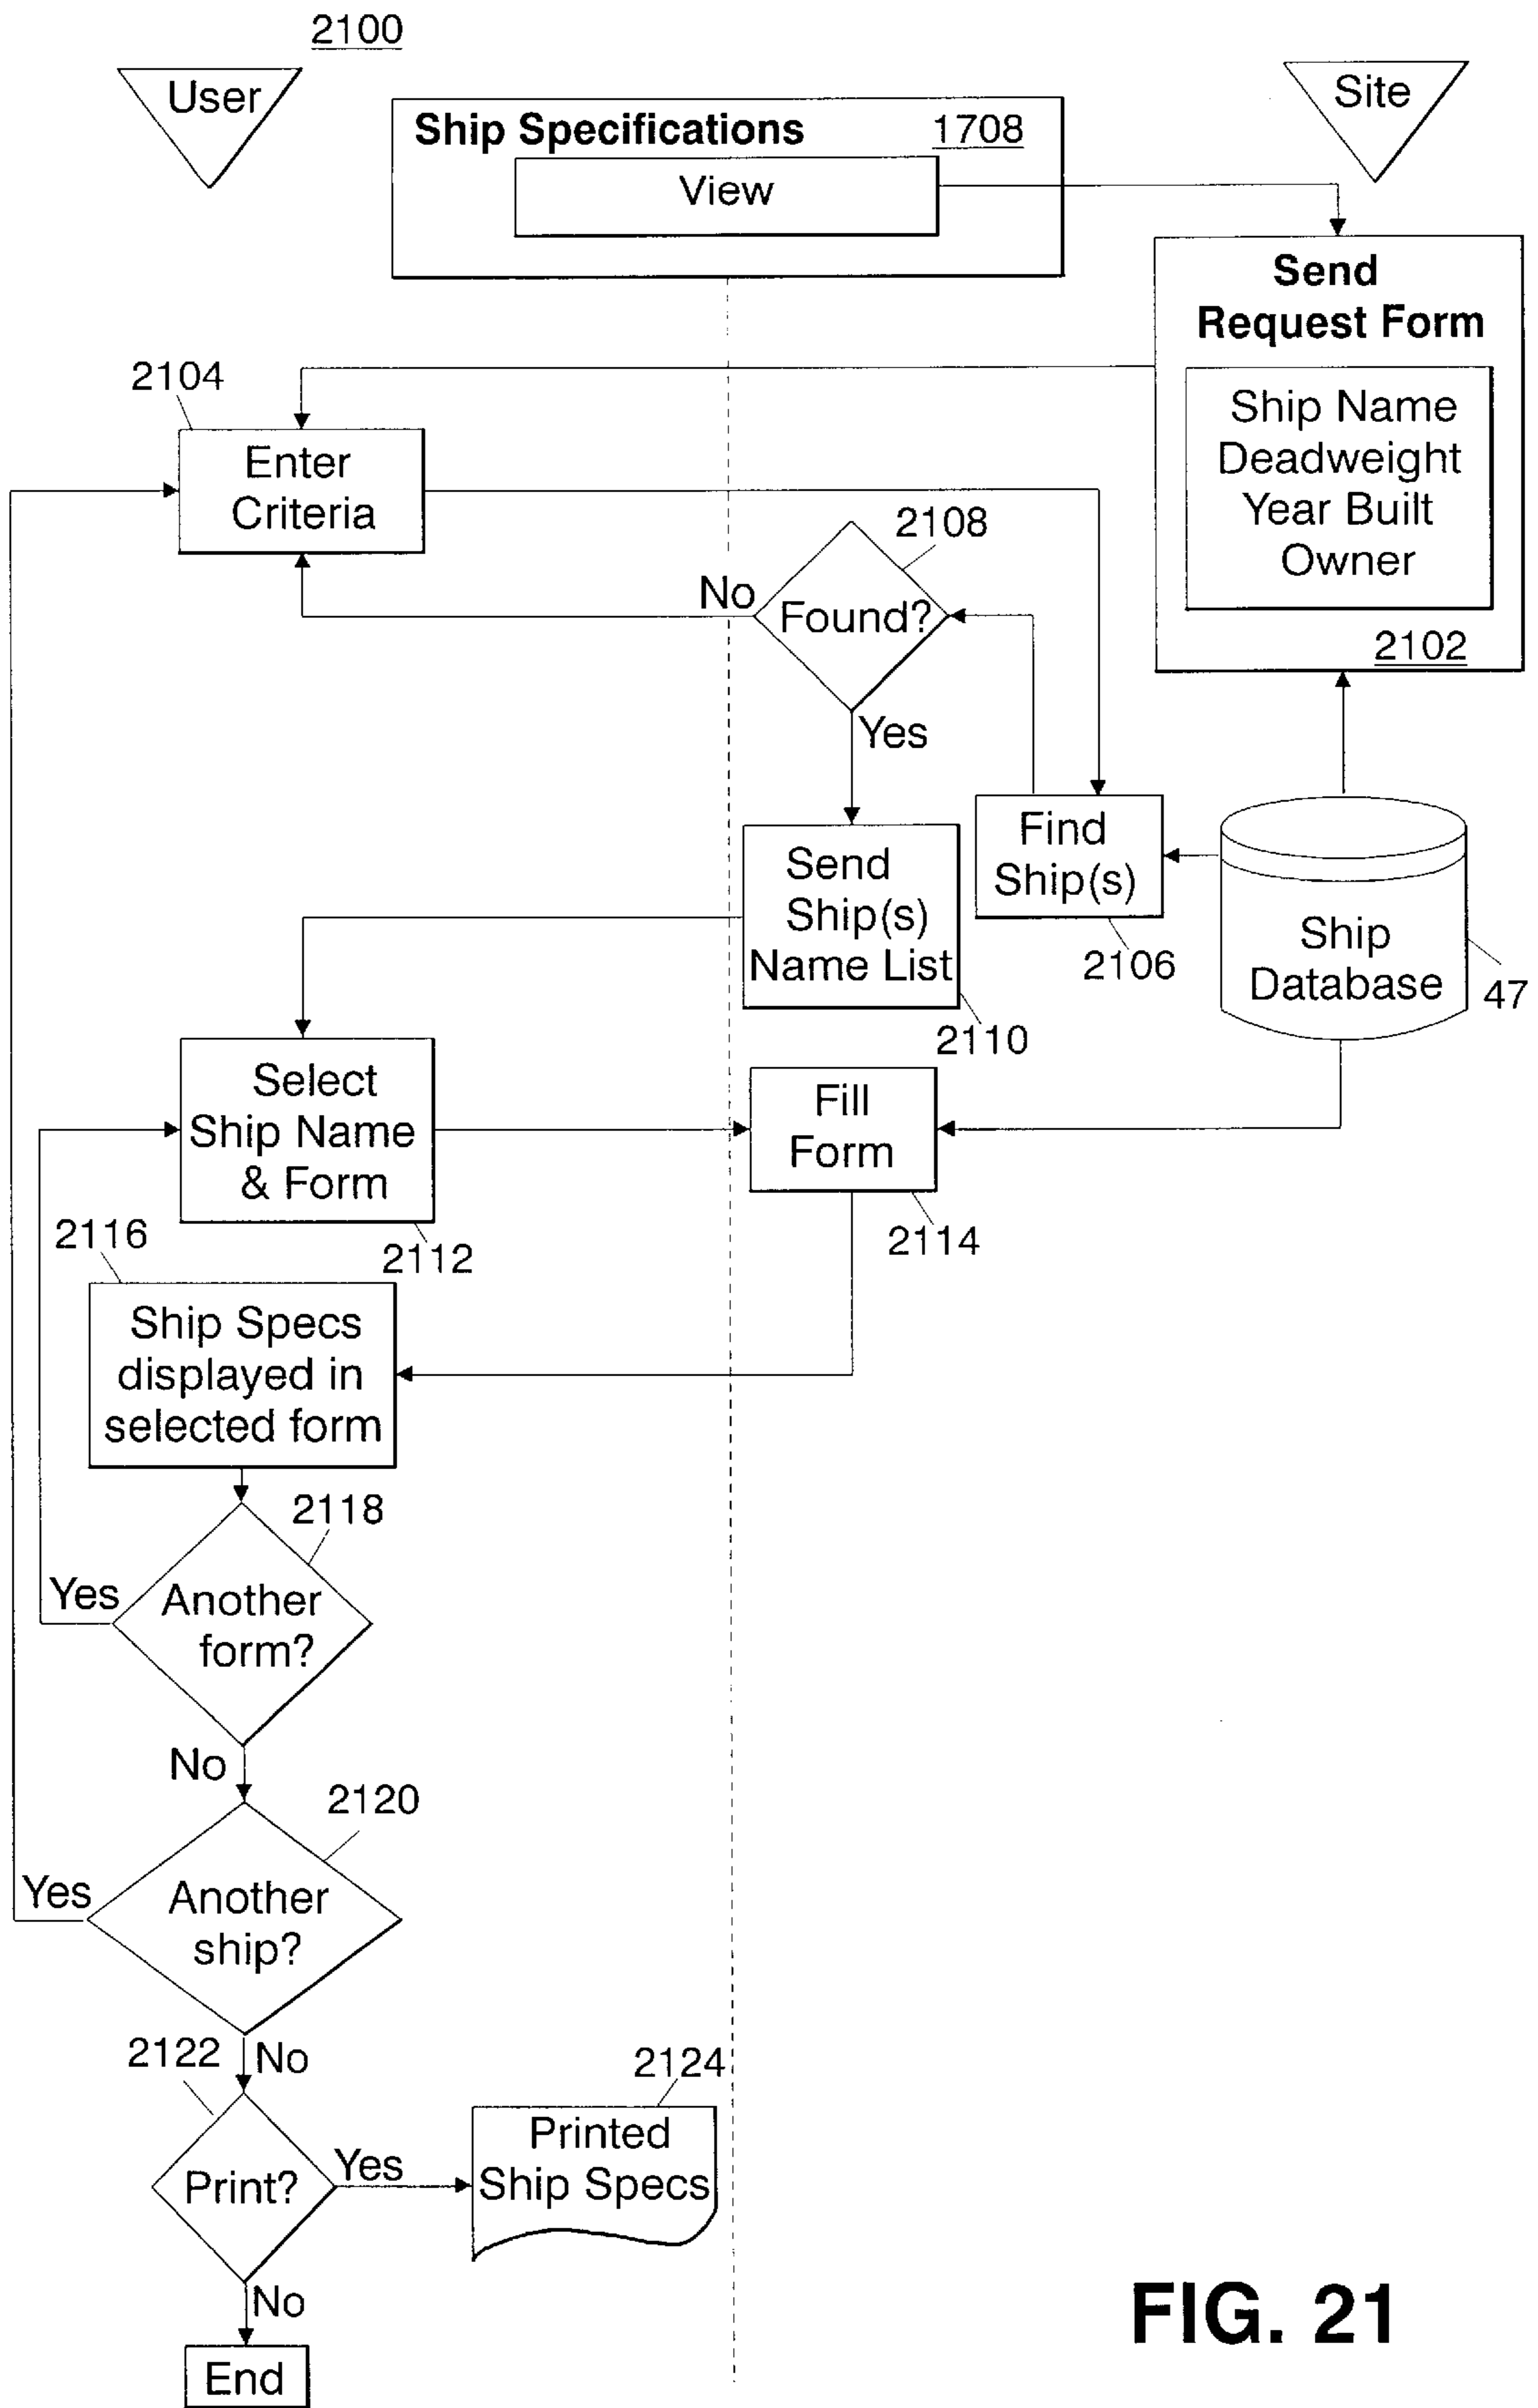 2100
User
Site
Ship Specifications
1708
View
Send
Request Form
Ship Name
Deadweight
Year Built
Owner
2102
2104
Enter
Criteria
2108
No
Found?
Yes
Find
Ship(s)
2106
Send
Ship(s)
Name List
2110
Ship
Database
47
Select
Ship Name
& Form
2112
Fill
Form
2114
2116
Ship Specs
displayed in
selected form
2118
Yes
Another
form?
No
2120
Yes
Another
ship?
2122
No
Print?
Yes
2124
Printed
Ship Specs
No
End
FIG. 21